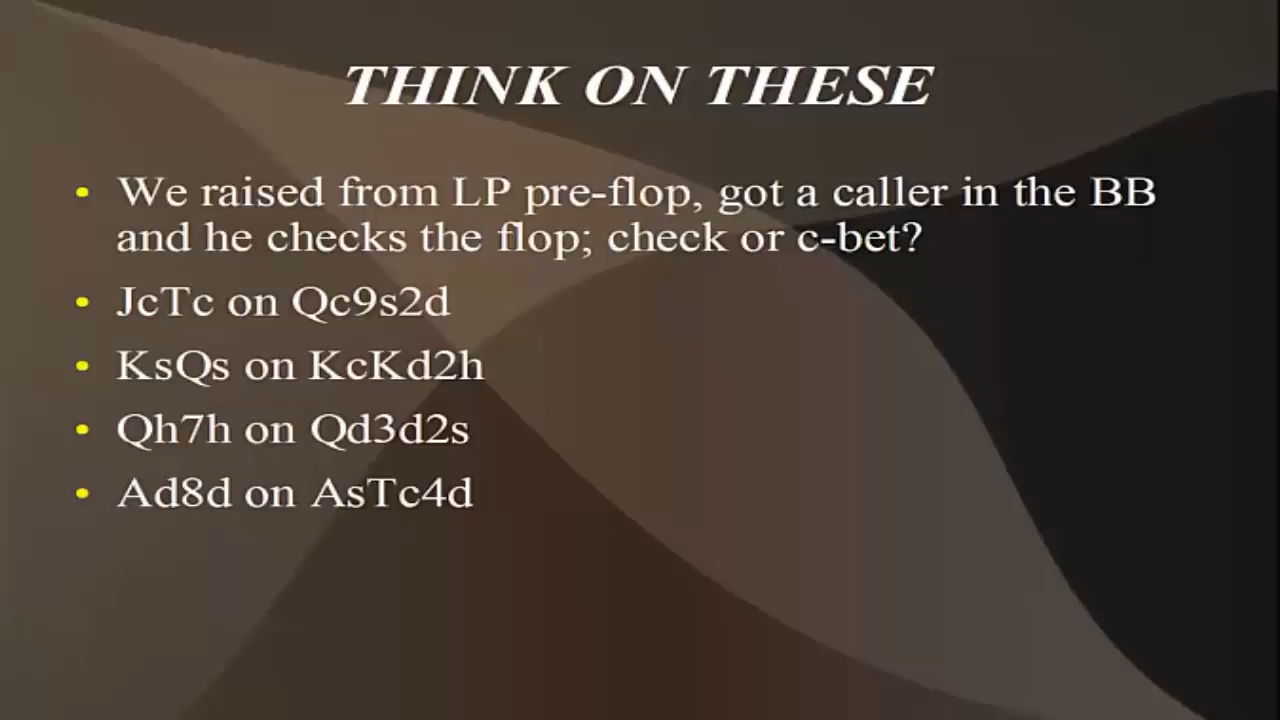 THINK ON THESE
• We raised from LP pre-flop, got a caller in the BB
and he checks the flop; check or c-bet?
• JcTc on Qc9s2d
• KsQs on KcKd2h
• Qh7h on Qd3d2s
• Ad8d on AsTc4d